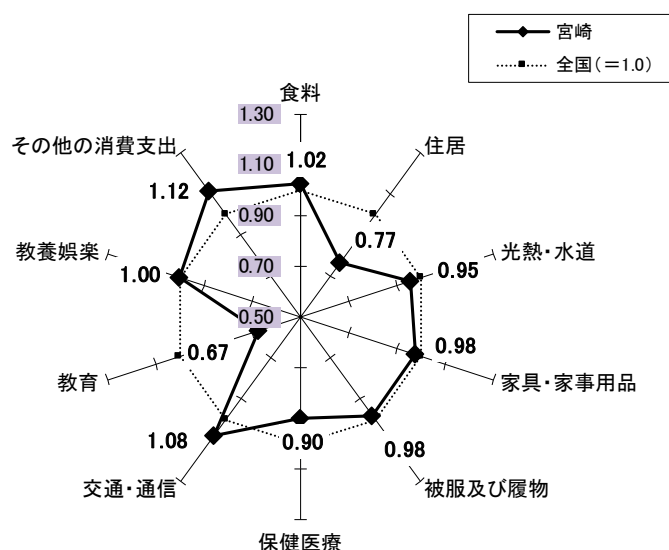 宮崎
全国(＝1.0)
食料
1.30
その他の消費支出
住居
1.10
1.02
1.12
0.90
0.77
教養娯楽
光熱・水道
1.00
0.95
0.70
0.50
0.67
0.98
教育
家具・家事用品
1.08
0.90
0.98
交通・通信
被服及び履物
保健医療